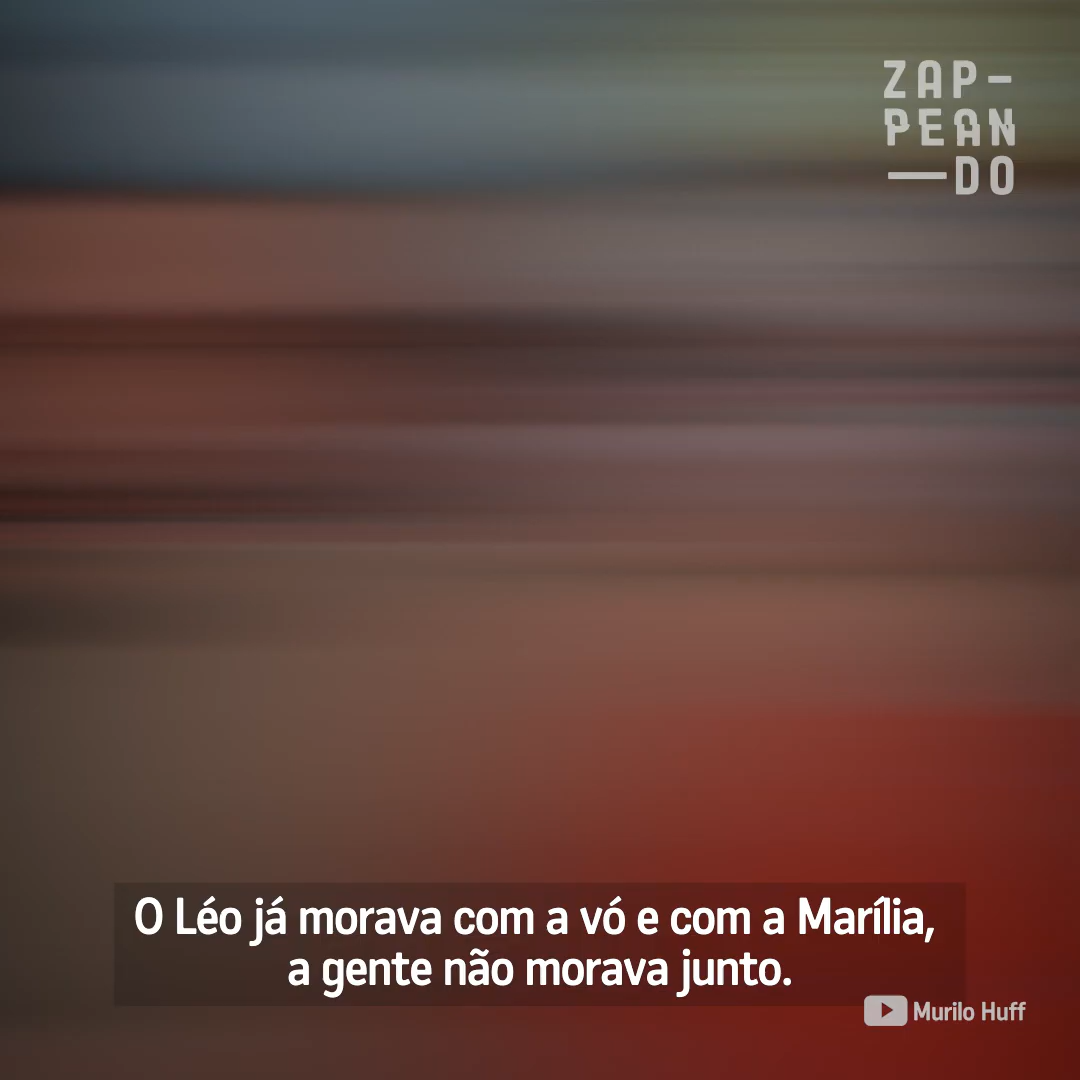 ZAP-
PEAN
—DO
O Léo já morava com a vó e com a Marília,
a gente não morava junto.
Murilo Huff